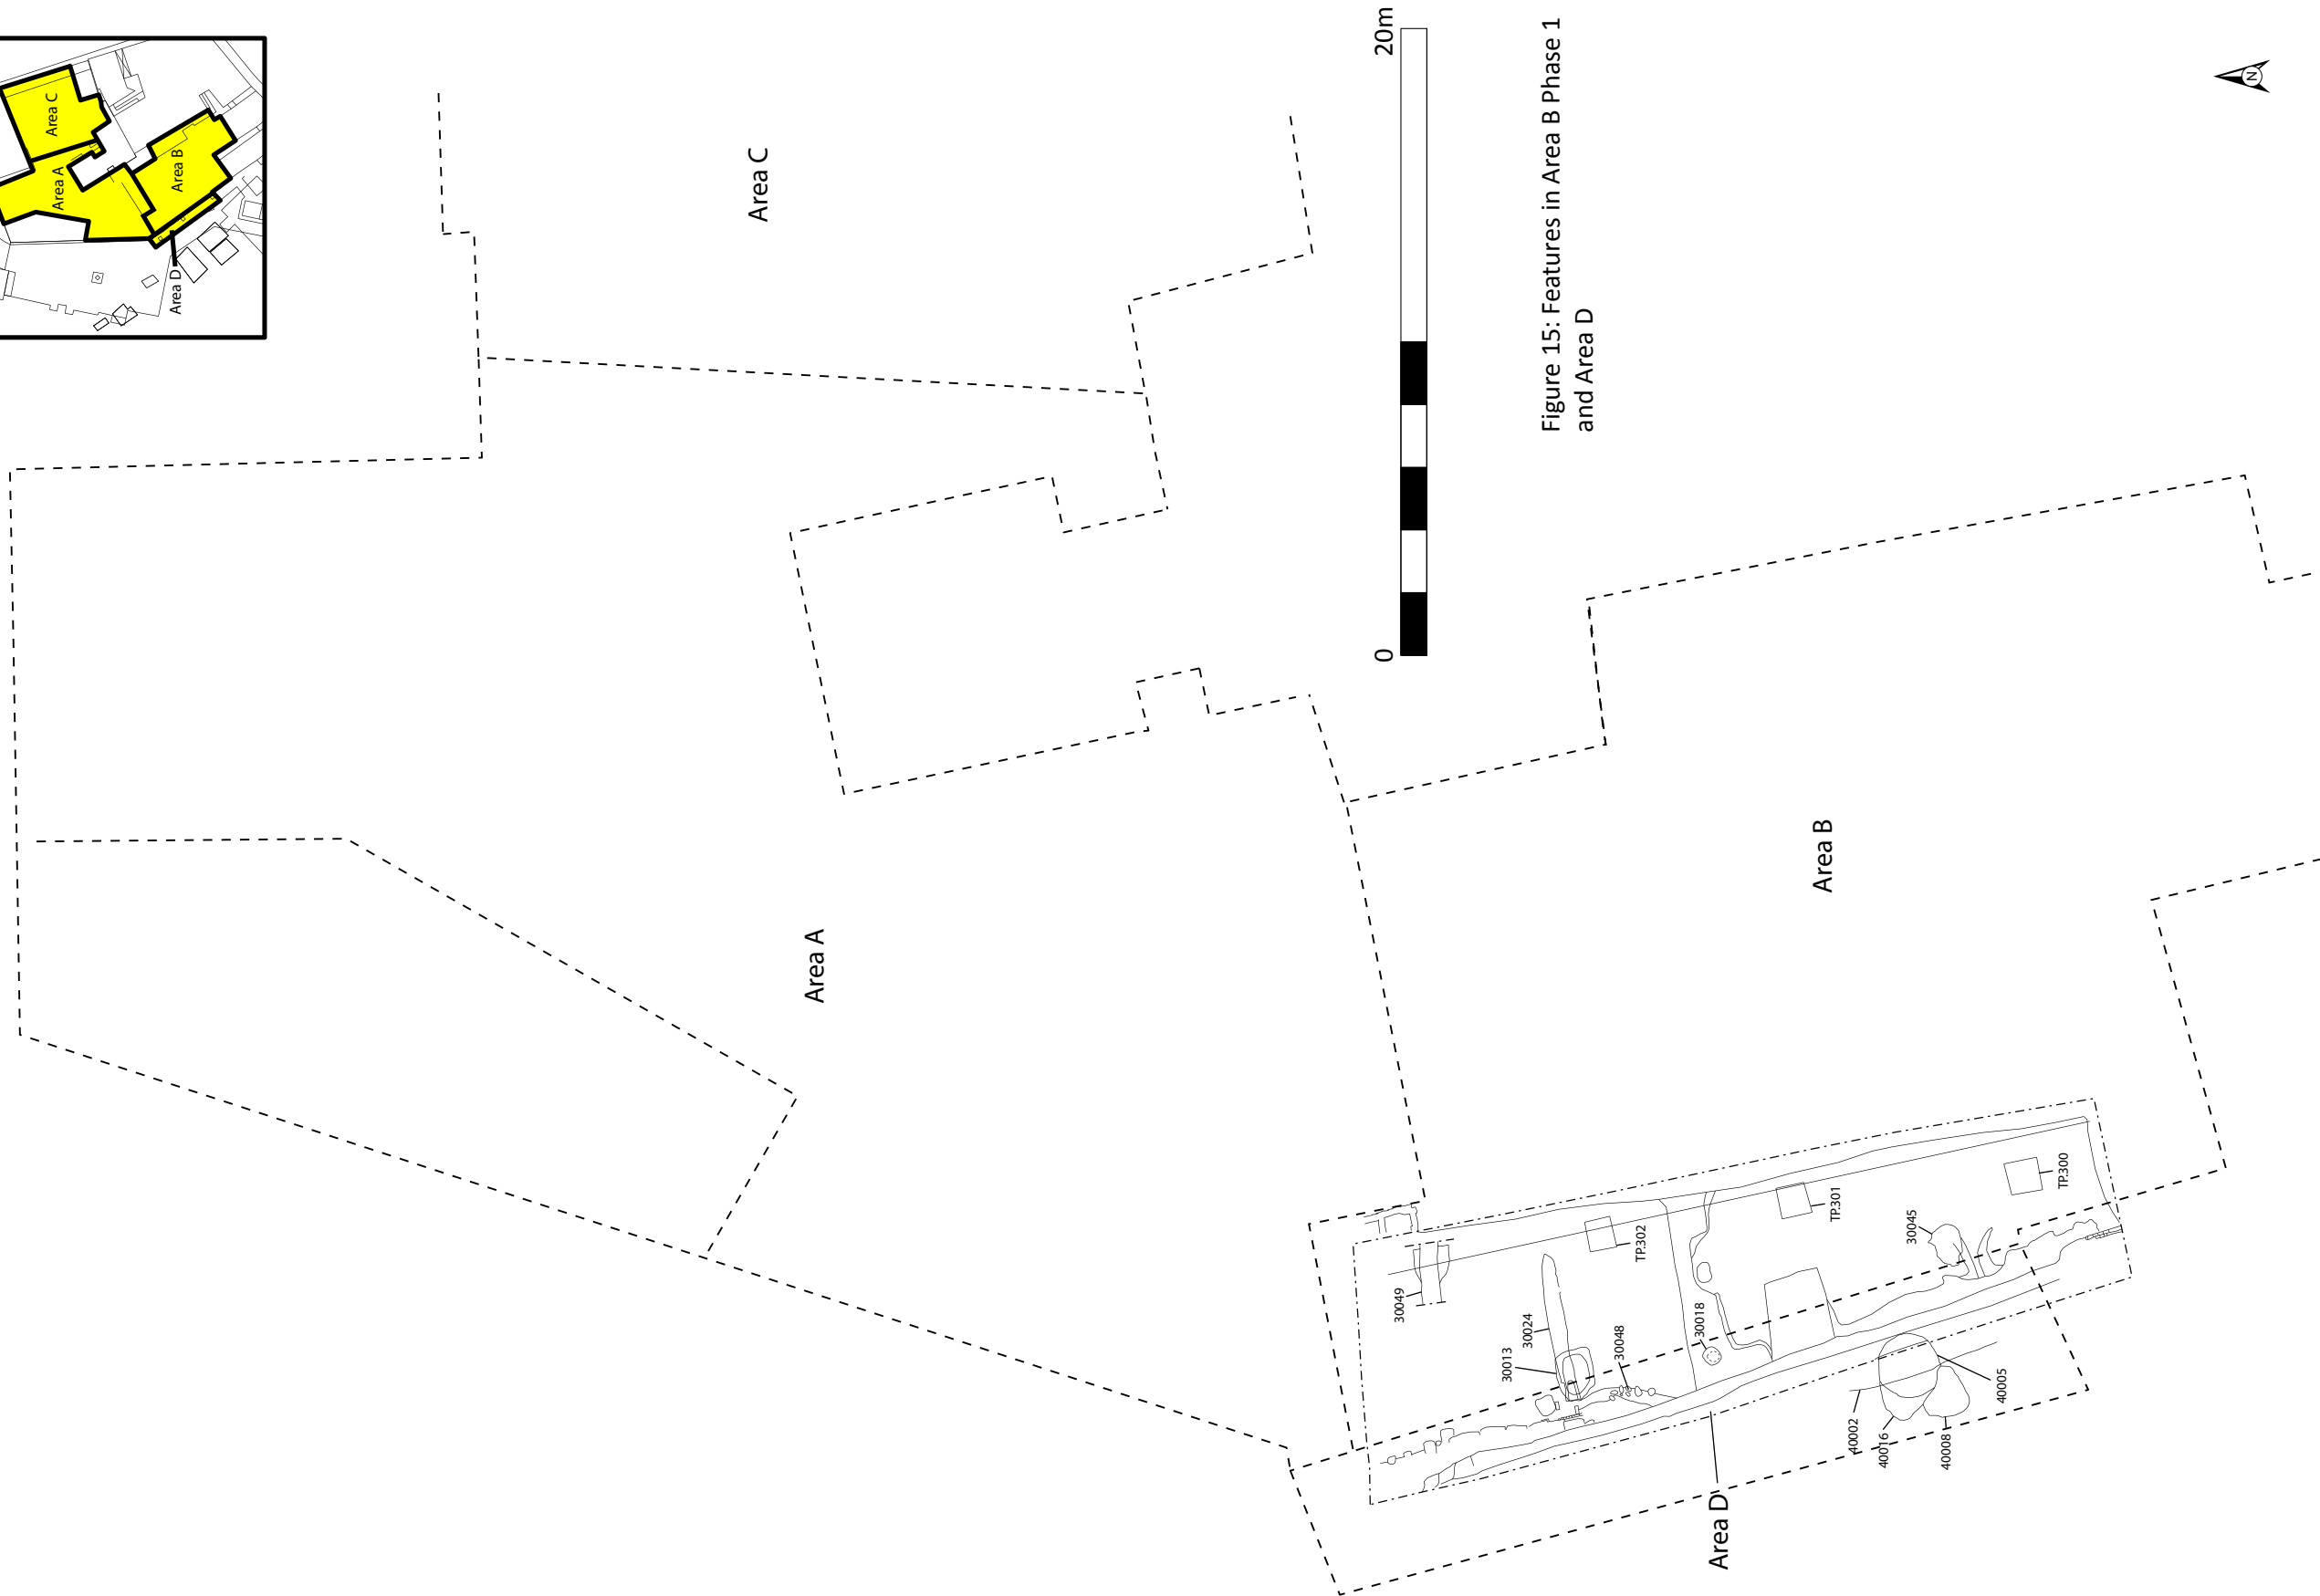 Area C
Area A
Area B
Area D
Area C
20m
0
Figure 15: Features in Area B Phase 1
and Area D
N
Area A
Area B
30049
30013
30024
30048
TP.302
30018
TP.301
30045
TP.300
40002
40016
40008
40005
Area D